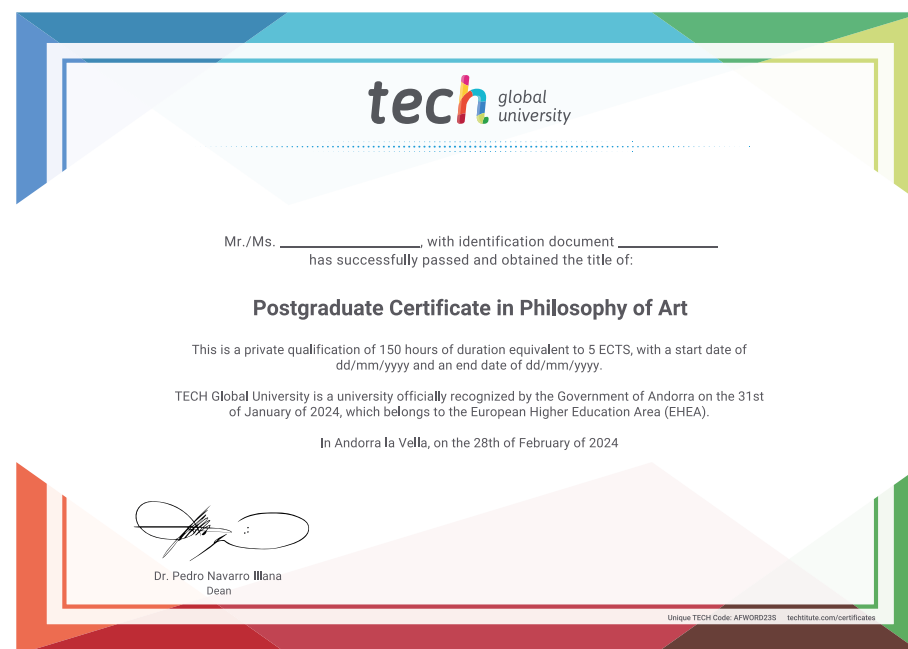 tech global
university
Mr./Ms. ____________, with identification document ____________
has successfully passed and obtained the title of:
Postgraduate Certificate in Philosophy of Art
This is a private qualification of 150 hours of duration equivalent to 5 ECTS, with a start date of
dd/mm/yyyy and an end date of dd/mm/yyyy.
TECH Global University is a university officially recognized by the Government of Andorra on the 31st
of January of 2024, which belongs to the European Higher Education Area (EHEA).
In Andorra la Vella, on the 28th of February of 2024
Dr. Pedro Navarro Illana
Dean
Unique TECH Code: AFWORD23S techtitute.com/certificates